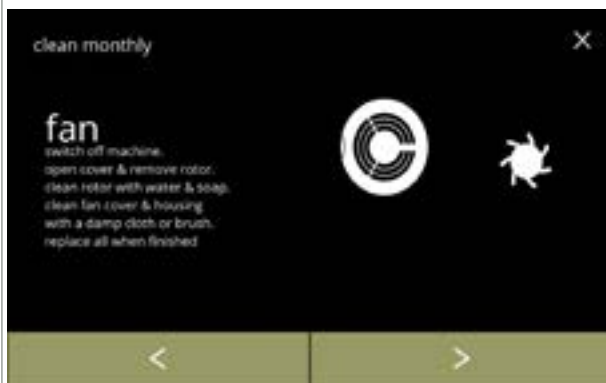 clean monthly
fan
switch off machine.
open cover & remove rotor.
clean rotor with water & soap.
clean fan cover & housing
with a damp cloth or brush.
replace all when finished